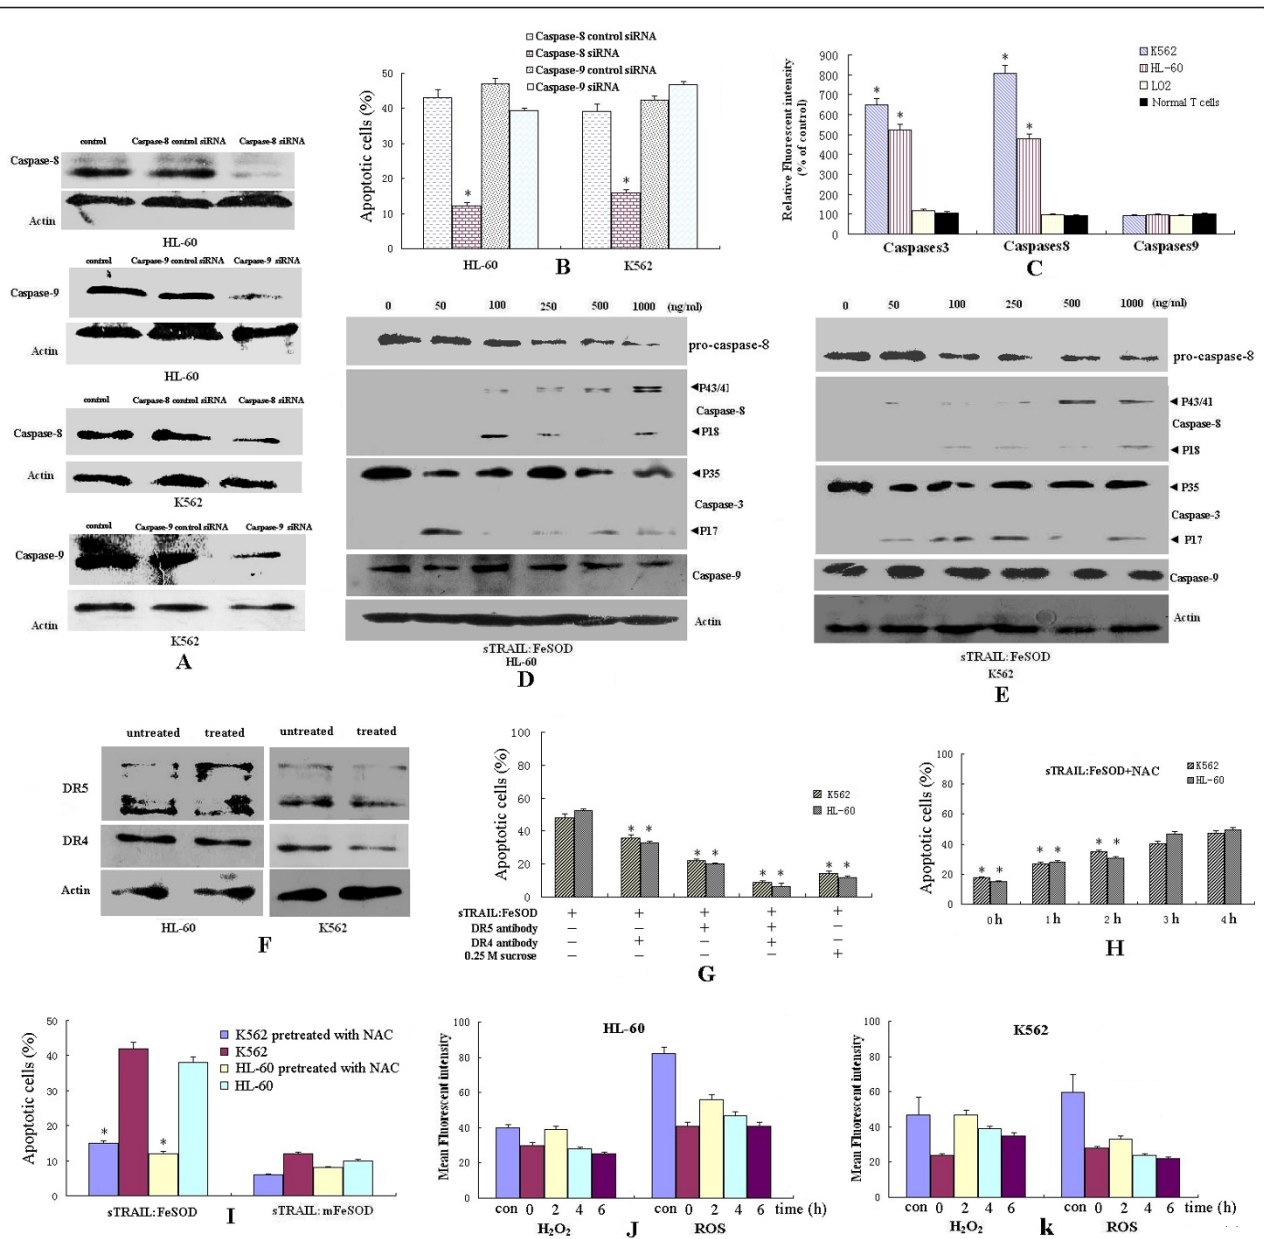 control Caspase-8 control siRNA Caspase-8 siRNA
Caspase-8
Actin
HL-60
control Caspase-9 control siRNA Caspase-9 siRNA
Caspase-9
Actin
HL-60
control Caspase-8 control siRNA Caspase-8 siRNA
Caspase-8
Actin
K562
control Caspase-9 control siRNA Caspase-9 siRNA
Caspase-9
Actin
K562
A
Caspase-8 control siRNA
Caspase-8 siRNA
Caspase-9 control siRNA
Caspase-9 siRNA
Apoptotic cells (%)
50
40
30
20
10
0
*
*
HL-60 K562
B
Relative Fluorescent intensity
(% of control)
900
800
700
600
500
400
300
200
100
0
K562
HL-60
LO2
Normal T cells
* * * *
Caspases3 Caspases8 Caspases9
C
0 50 100 250 500 1000 (ng/ml)
pro-caspase-8
◄P43/41
Caspase-8
◄P18
◄P35
Caspase-3
◄P17
Caspase-9
Actin
sTRAIL:FeSOD
HL-60
D
0 50 100 250 500 1000 (ng/ml)
pro-caspase-8
◄ P43/41
Caspase-8
◄ P18
◄ P35
Caspase-3
◄ P17
Caspase-9
Actin
sTRAIL:FeSOD
K562
E
untreated treated untreated treated
DR5
DR4
Actin
HL-60 K562
F
Apoptotic cells (%)
100
80
60
40
20
0
K562
HL-60
* * * * * * * *
sTRAIL:FeSOD + + + + +
DR5 antibody — — + + —
DR4 antibody — + — + —
0.25 M sucrose — — — — +
G
Apoptotic cells (%)
100
80
60
40
20
0
sTRAIL:FeSOD+NAC
K562
HL-60
* * * * * *
0 h 1 h 2 h 3 h 4 h
H
Apoptotic cells (%)
50
40
30
20
10
0
K562 pretreated with NAC
K562
HL-60 pretreated with NAC
HL-60
* *
sTRAIL:FeSOD sTRAIL:mFeSOD
I
HL-60
Mean Fluorescent intensity
100
80
60
40
20
0
con 0 2 4 6 con 0 2 4 6 time (h)
H₂O₂ ROS
J
K562
Mean Fluorescent intensity
100
80
60
40
20
0
con 0 2 4 6 con 0 2 4 6 time (h)
H₂O₂ ROS
k